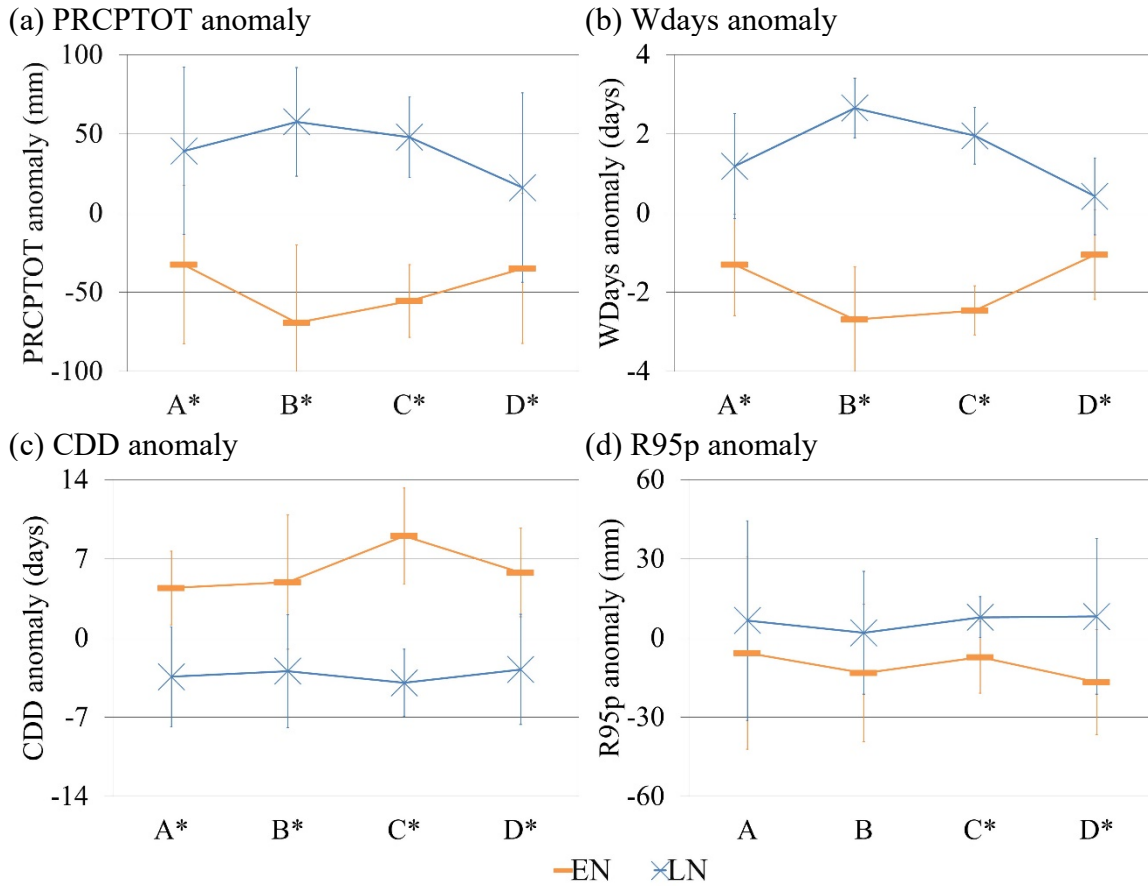 (a) PRCPTOT anomaly
PRCPTOT anomaly (mm)
100
50
0
-50
-100
A* B* C* D*
(b) Wdays anomaly
WDays anomaly (days)
4
2
0
-2
-4
A* B* C* D*
(c) CDD anomaly
CDD anomaly (days)
14
7
0
-7
-14
A* B* C* D*
(d) R95p anomaly
R95p anomaly (mm)
60
30
0
-30
-60
A B C* D*
EN LN